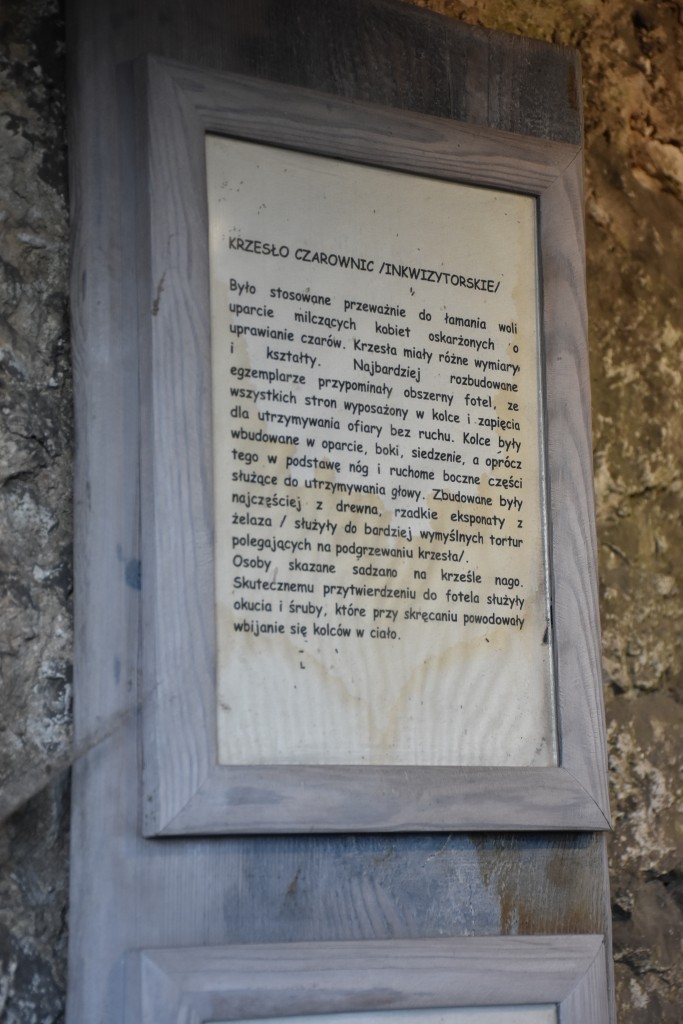 KRZESŁO CZAROWNIC /INKWIZYTORSKIE/
Było stosowane przeważnie do łamania woli
uparcie milczących kobiet oskarżonych o
uprawianie czarów. Krzesła miały różne wymiary
i kształty. Najbardziej rozbudowane
egzemplarze przypominały obszerny fotel, ze
wszystkich stron wyposażony w kolce i zapięcia
dla utrzymywania ofiary bez ruchu. Kolce były
wbudowane w oparcie, boki, siedzenie, a oprócz
tego w podstawę nóg i ruchome boczne części
służące do utrzymywania głowy. Zbudowane były
najczęściej z drewna, rzadkie eksponaty z
żelaza / służyły do bardziej wymyślnych tortur
polegających na podgrzewaniu krzesła/.
Osoby skazane sadzano na krześle nago.
Skutecznemu przytwierdzeniu do fotela służyły
okucia i śruby, które przy skręcaniu powodowały
wbijanie się kolców w ciało.